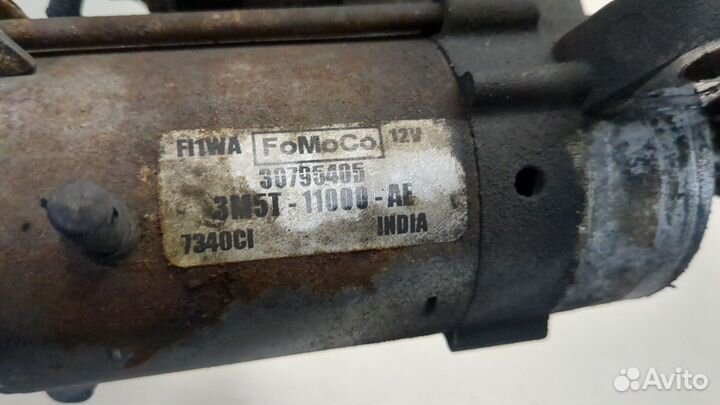 FI1WA FoMoCo 12V
30795405
3M5T-11000-AE
7340CI INDIA
Avito